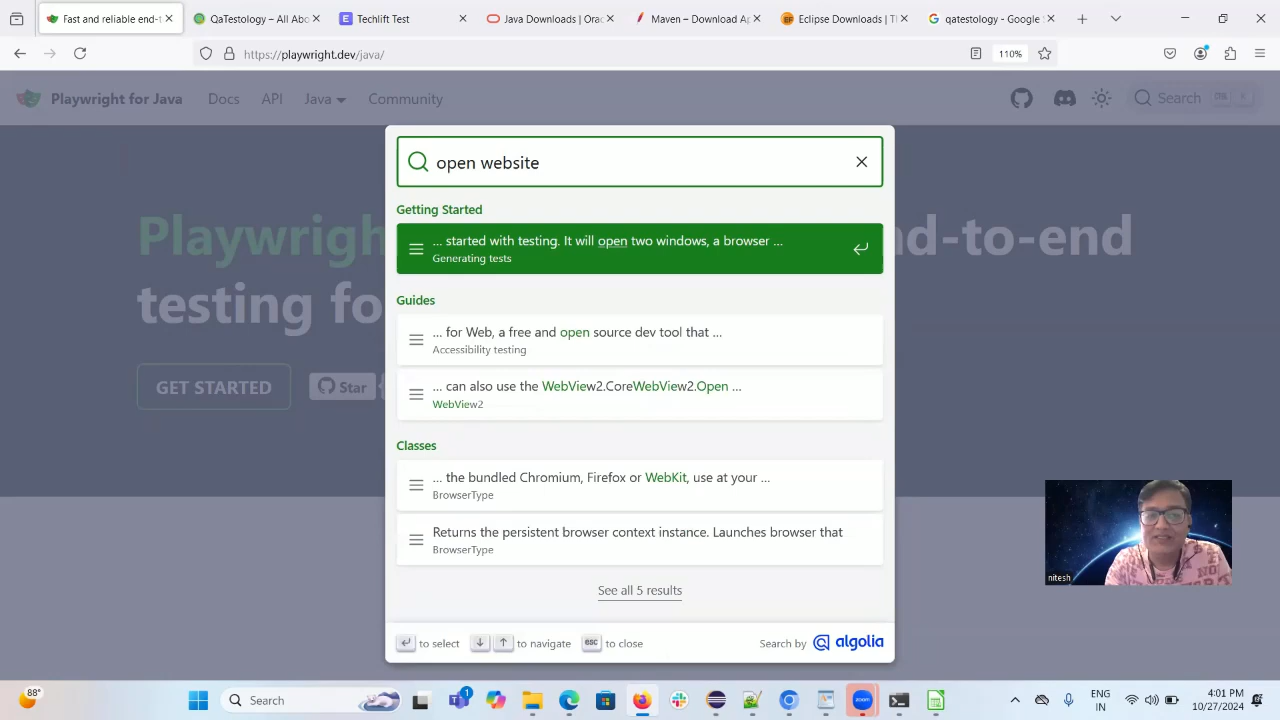 Fast and reliable end-t
QaTestology – All Abo
Techlift Test
Java Downloads | Orac
Maven – Download Ap
Eclipse Downloads | Th
qatestology - Google
https://playwright.dev/java/
110%
Playwright for Java
Docs
API
Java
Community
Search
open website
Getting Started
... started with testing. It will open two windows, a browser ...
Generating tests
Playwrigh
nd-to-end
testing fo
Guides
... for Web, a free and open source dev tool that ...
Accessibility testing
GET STARTED
Star
... can also use the WebView2.CoreWebView2.Open ...
WebView2
Classes
... the bundled Chromium, Firefox or WebKit, use at your ...
BrowserType
Returns the persistent browser context instance. Launches browser that
BrowserType
nitesh
See all 5 results
to select
to navigate
esc to close
Search by algolia
88°
Search
1
zoom
ENG
IN
4:01 PM
10/27/2024